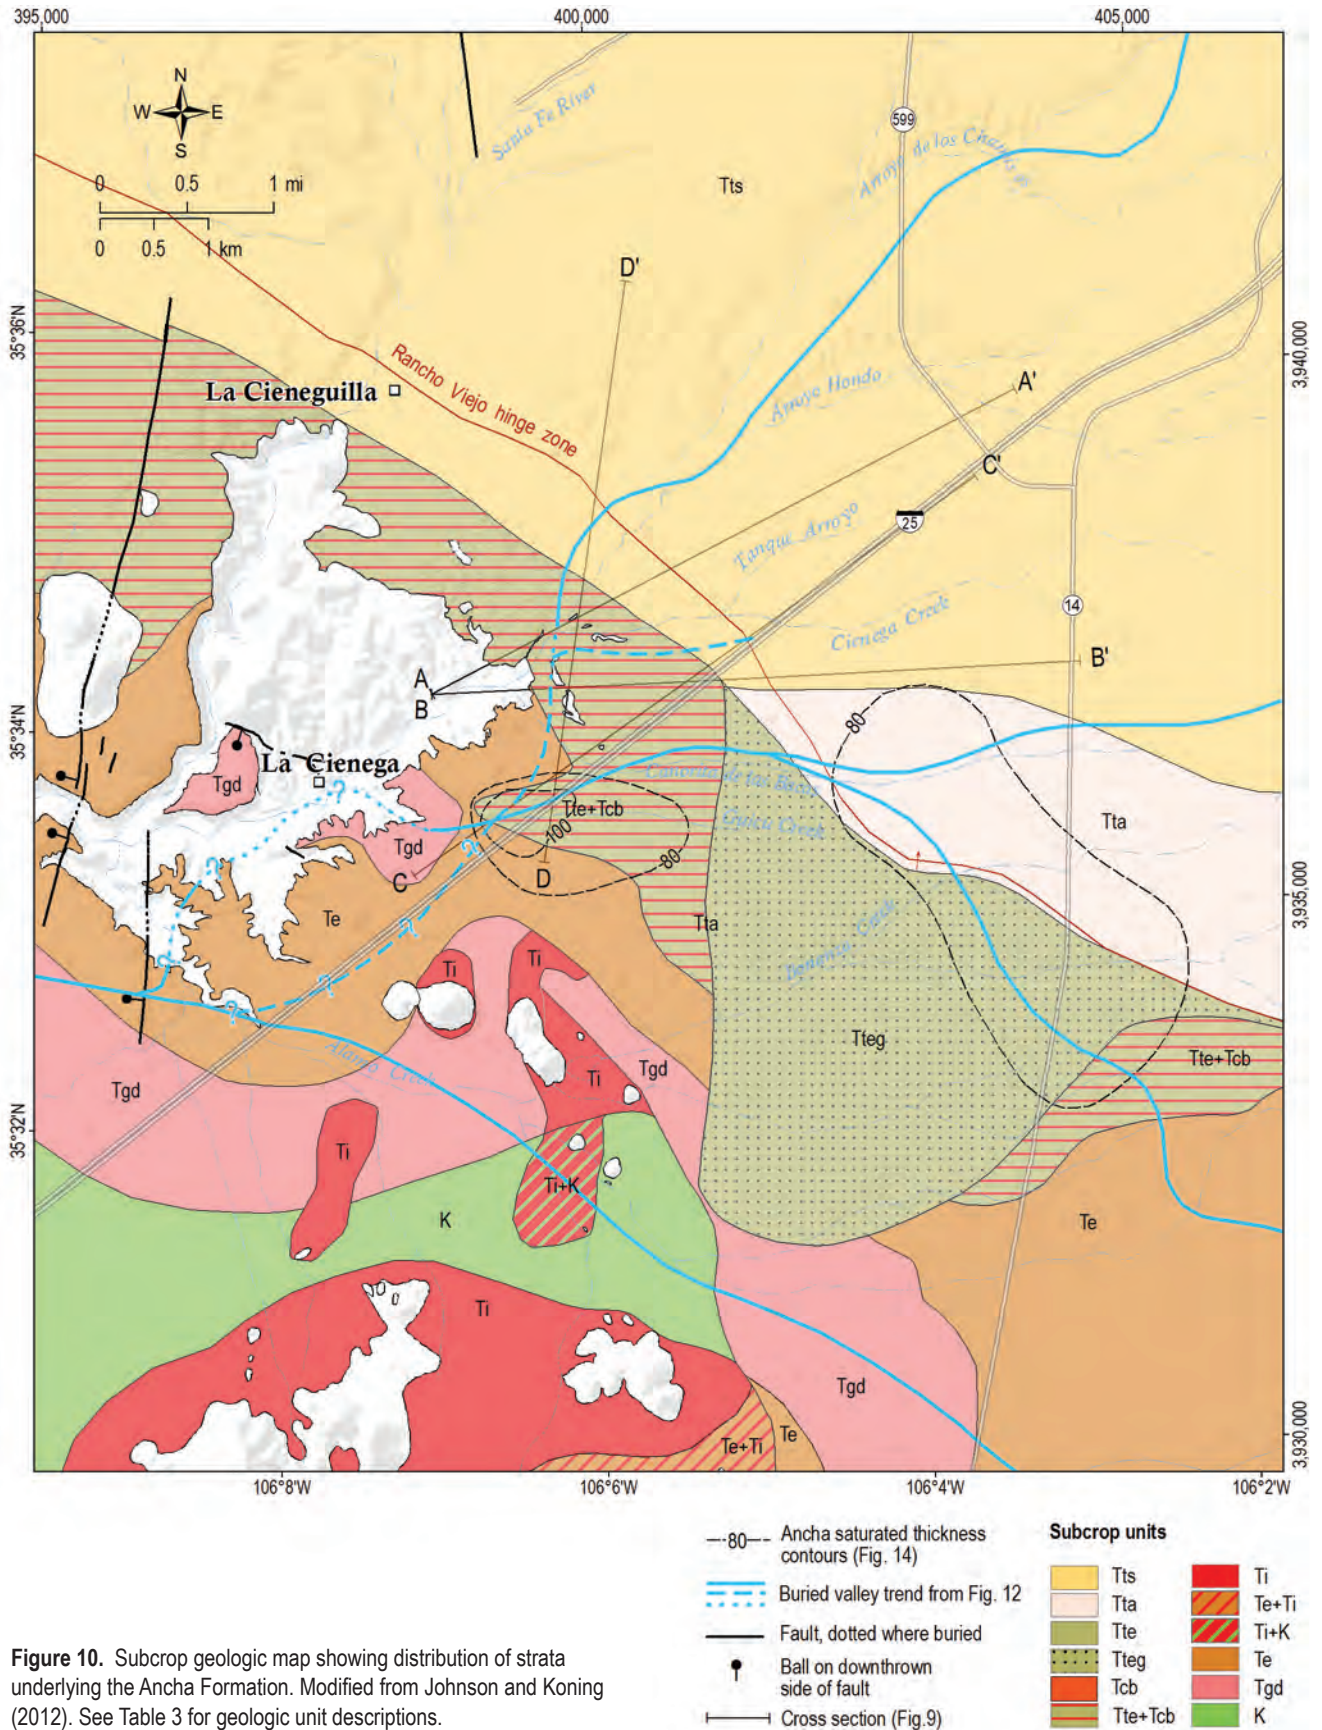 395,000
400,000
405,000
N
W E
S
0 0.5 1 mi
0 0.5 1 km
Santa Fe River
599
Arroyo de los Chamisos
Tts
D'
35°36'N
3,940,000
La Cieneguilla
Rancho Viejo hinge zone
Arroyo Hondo
A'
C'
25
Tanque Arroyo
14
Cienega Creek
B'
A
B
35°34'N
80
La Cienega
Tgd
?
Tte+Tcb
100
80
Tta
Tgd
?
?
C
D
Te
Tta
3,935,000
?
?
?
?
Ti
Ti
Tteg
Alamo Creek
Tgd
Ti
Tgd
Tte+Tcb
35°32'N
Ti
Ti+K
K
Te
Ti
Tgd
Te+Ti
Te
3,930,000
106°8'W
106°6'W
106°4'W
106°2'W
80 Ancha saturated thickness
contours (Fig. 14)
Buried valley trend from Fig. 12
Fault, dotted where buried
Ball on downthrown
side of fault
Cross section (Fig.9)
Subcrop units
Tts
Tta
Tte
Tteg
Tcb
Tte+Tcb
Ti
Te+Ti
Ti+K
Te
Tgd
K
Figure 10. Subcrop geologic map showing distribution of strata
underlying the Ancha Formation. Modified from Johnson and Koning
(2012). See Table 3 for geologic unit descriptions.